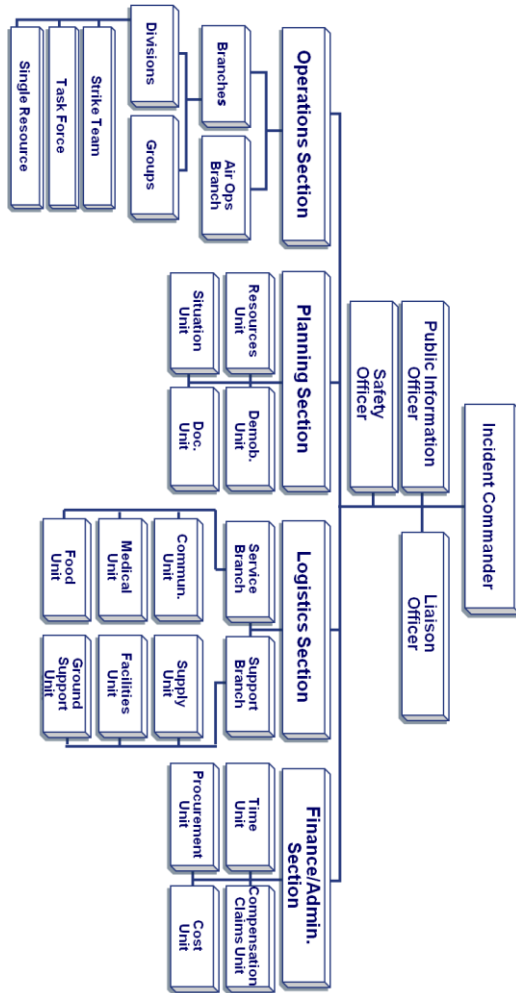 Incident Commander
Public Information
Officer
Liaison
Officer
Safety
Officer
Operations Section
Planning Section
Logistics Section
Finance/Admin.
Section
Branches
Air Ops
Branch
Divisions
Groups
Strike Team
Task Force
Single Resource
Resources
Unit
Demob.
Unit
Situation
Unit
Doc.
Unit
Service
Branch
Support
Branch
Commun.
Unit
Medical
Unit
Food
Unit
Supply
Unit
Facilities
Unit
Ground
Support
Unit
Time
Unit
Compensation
Claims Unit
Procurement
Unit
Cost
Unit